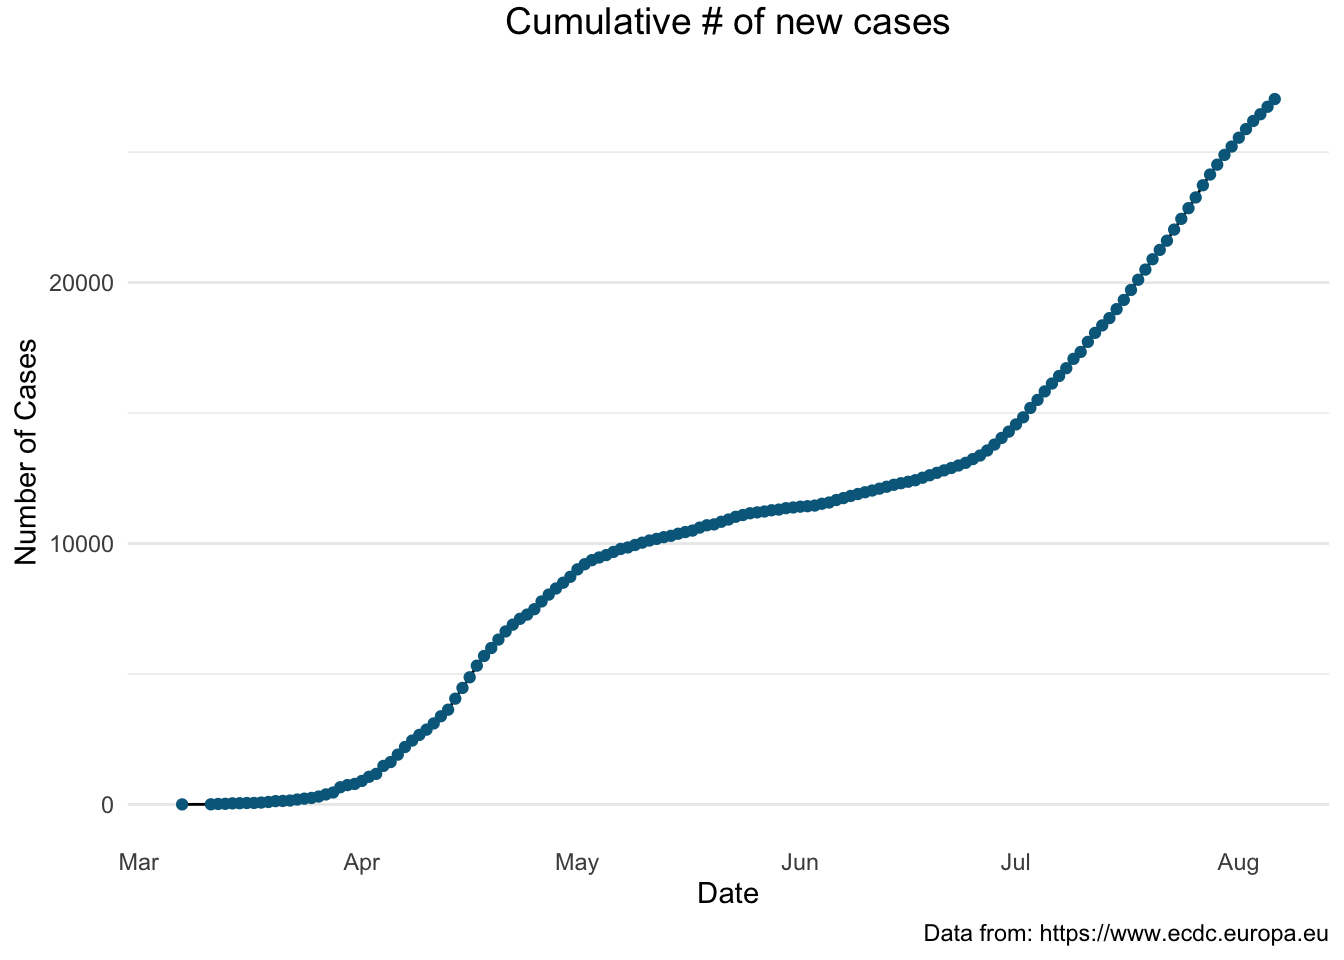 Cumulative # of new cases
Number of Cases
20000
10000
0
Mar Apr May Jun Jul Aug
Date
Data from: https://www.ecdc.europa.eu